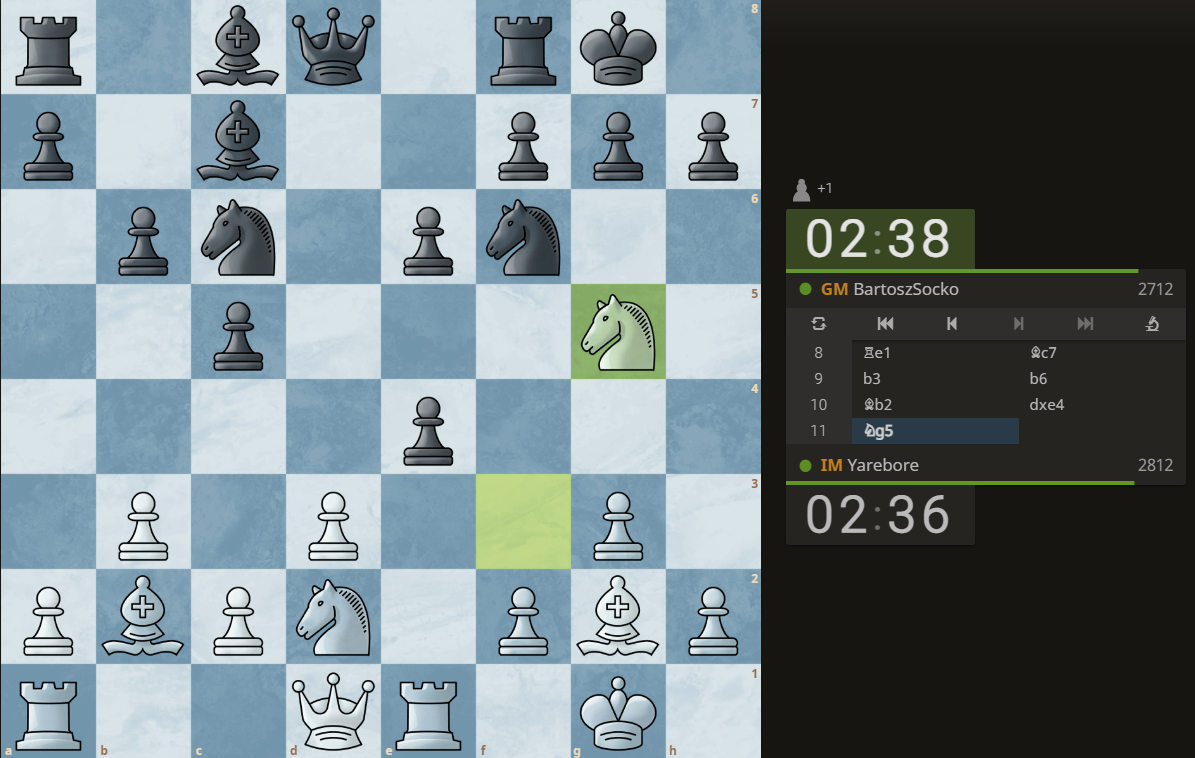 8
7
6
5
4
3
2
1
a b c d e f g h
+1
02:38
GM BartoszSocko 2712
8 ♖e1 ♗c7
9 b3 b6
10 ♗b2 dxe4
11 ♘g5
IM Yarebore 2812
02:36